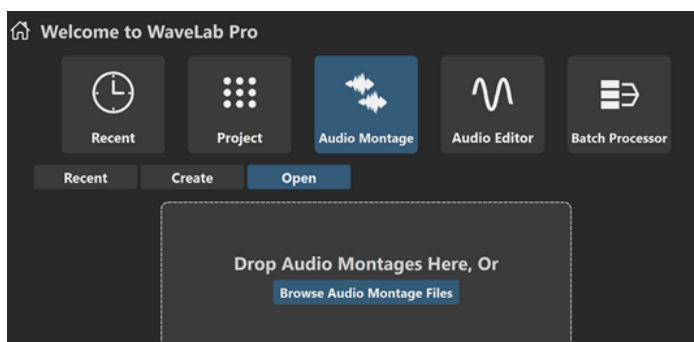 Welcome to WaveLab Pro
Recent Project Audio Montage Audio Editor Batch Processor
Recent Create Open
Drop Audio Montages Here, Or
Browse Audio Montage Files